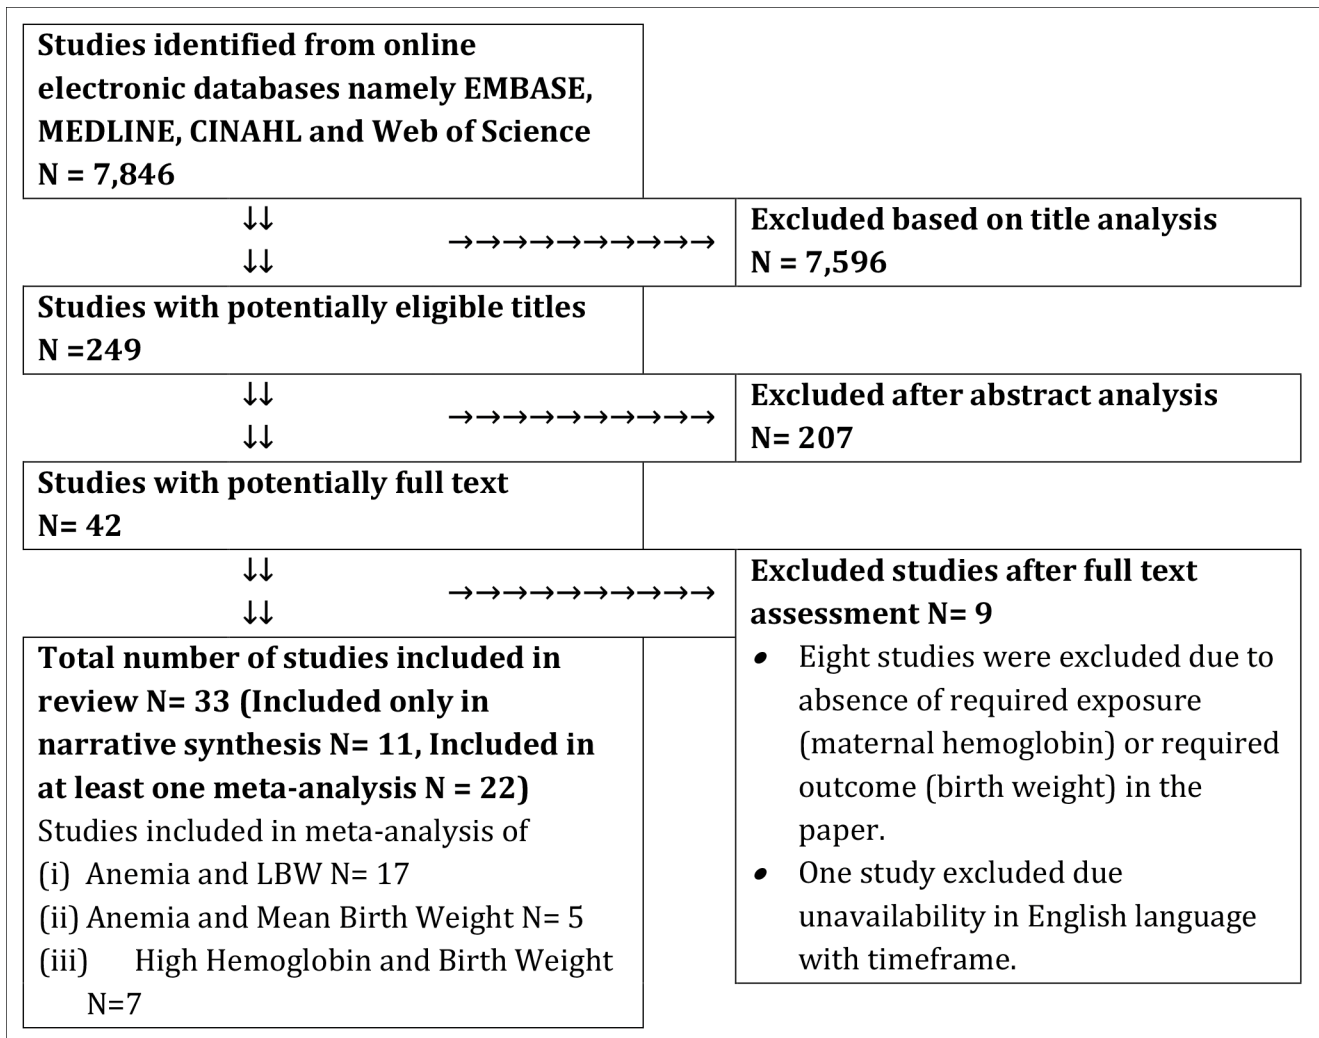 Studies identified from online
electronic databases namely EMBASE,
MEDLINE, CINAHL and Web of Science
N = 7,846
↓↓
↓↓
→→→→→→→→→→
Excluded based on title analysis
N = 7,596
Studies with potentially eligible titles
N =249
↓↓
↓↓
→→→→→→→→→→
Excluded after abstract analysis
N= 207
Studies with potentially full text
N= 42
↓↓
↓↓
→→→→→→→→→→
Excluded studies after full text
assessment N= 9
● Eight studies were excluded due to
absence of required exposure
(maternal hemoglobin) or required
outcome (birth weight) in the
paper.
● One study excluded due
unavailability in English language
with timeframe.
Total number of studies included in
review N= 33 (Included only in
narrative synthesis N= 11, Included in
at least one meta-analysis N = 22)
Studies included in meta-analysis of
(i) Anemia and LBW N= 17
(ii) Anemia and Mean Birth Weight N= 5
(iii) High Hemoglobin and Birth Weight
N=7